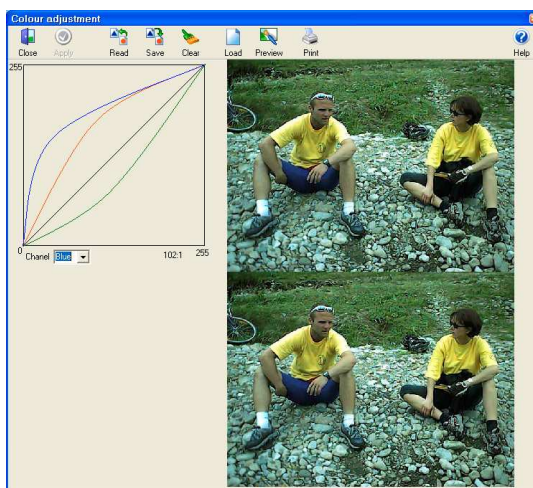 Colour adjustment
Close Apply Read Save Clear Load Preview Print Help
255
0
Chanel Blue 102:1 255